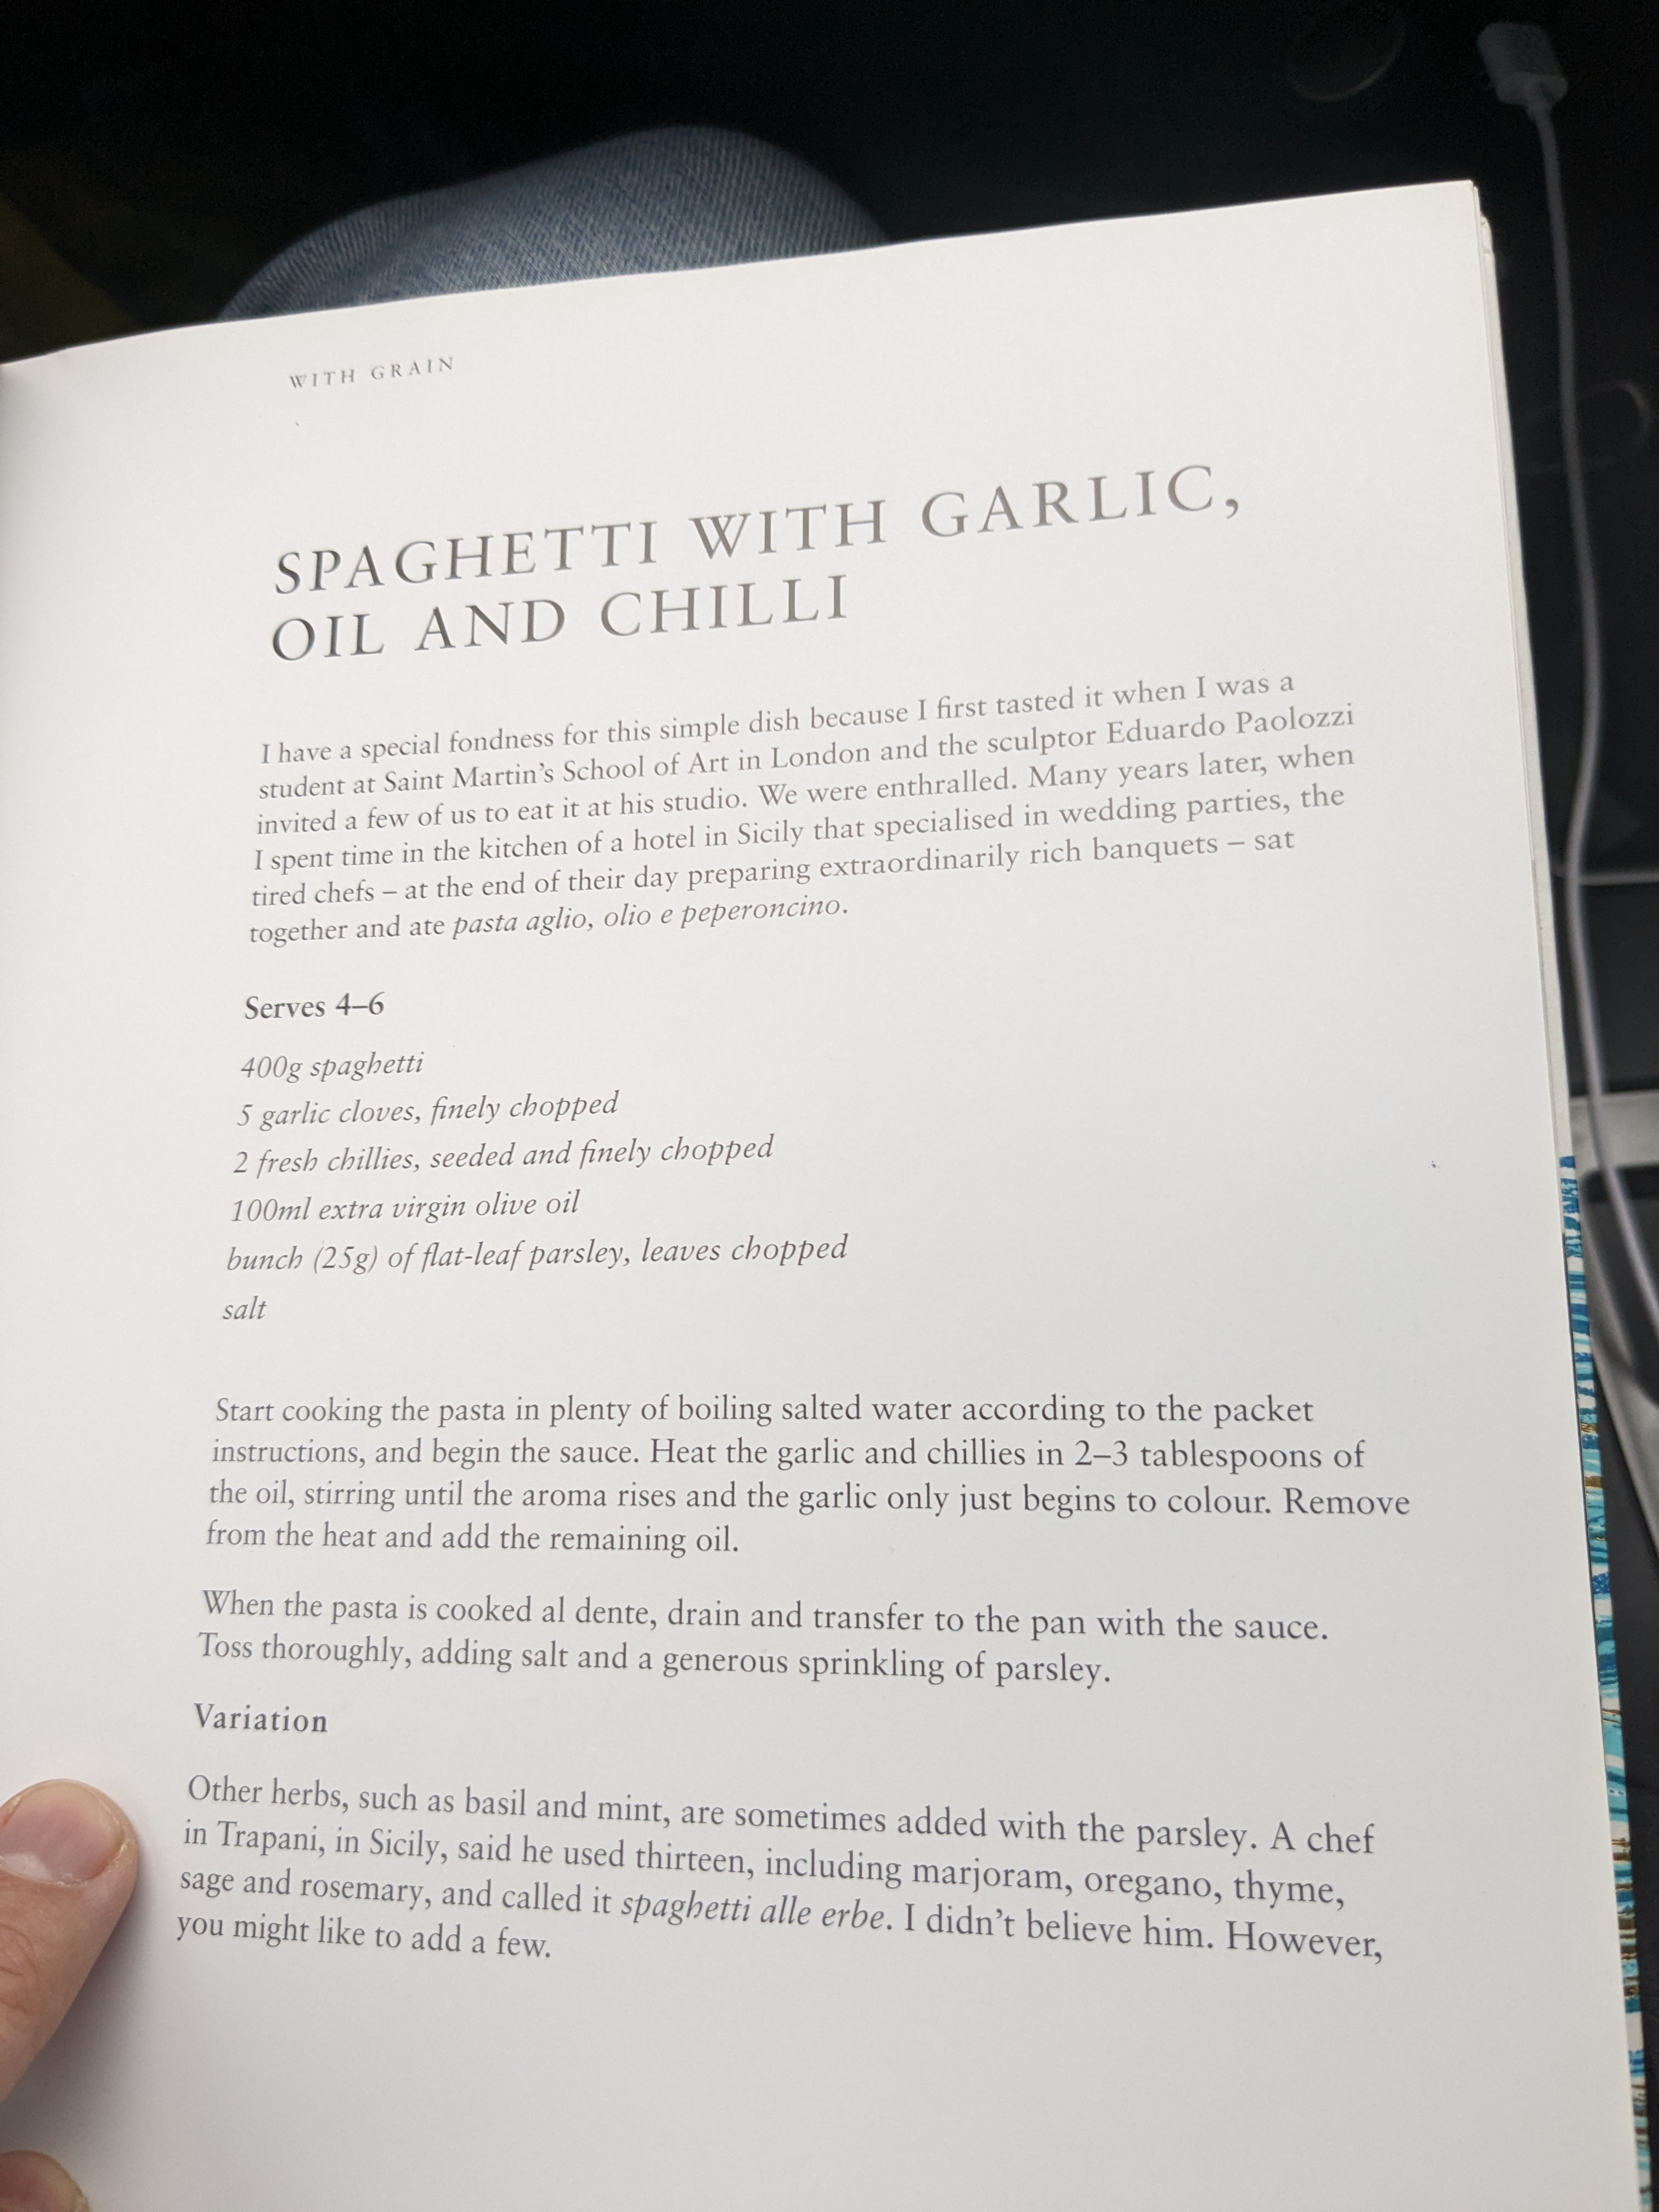 WITH GRAIN
SPAGHETTI WITH GARLIC,
OIL AND CHILLI
I have a special fondness for this simple dish because I first tasted it when I was a
student at Saint Martin's School of Art in London and the sculptor Eduardo Paolozzi
invited a few of us to eat it at his studio. We were enthralled. Many years later, when
I spent time in the kitchen of a hotel in Sicily that specialised in wedding parties, the
tired chefs – at the end of their day preparing extraordinarily rich banquets – sat
together and ate pasta aglio, olio e peperoncino.
Serves 4–6
400g spaghetti
5 garlic cloves, finely chopped
2 fresh chillies, seeded and finely chopped
100ml extra virgin olive oil
bunch (25g) of flat-leaf parsley, leaves chopped
salt
Start cooking the pasta in plenty of boiling salted water according to the packet
instructions, and begin the sauce. Heat the garlic and chillies in 2–3 tablespoons of
the oil, stirring until the aroma rises and the garlic only just begins to colour. Remove
from the heat and add the remaining oil.
When the pasta is cooked al dente, drain and transfer to the pan with the sauce.
Toss thoroughly, adding salt and a generous sprinkling of parsley.
Variation
Other herbs, such as basil and mint, are sometimes added with the parsley. A chef
in Trapani, in Sicily, said he used thirteen, including marjoram, oregano, thyme,
sage and rosemary, and called it spaghetti alle erbe. I didn't believe him. However,
you might like to add a few.